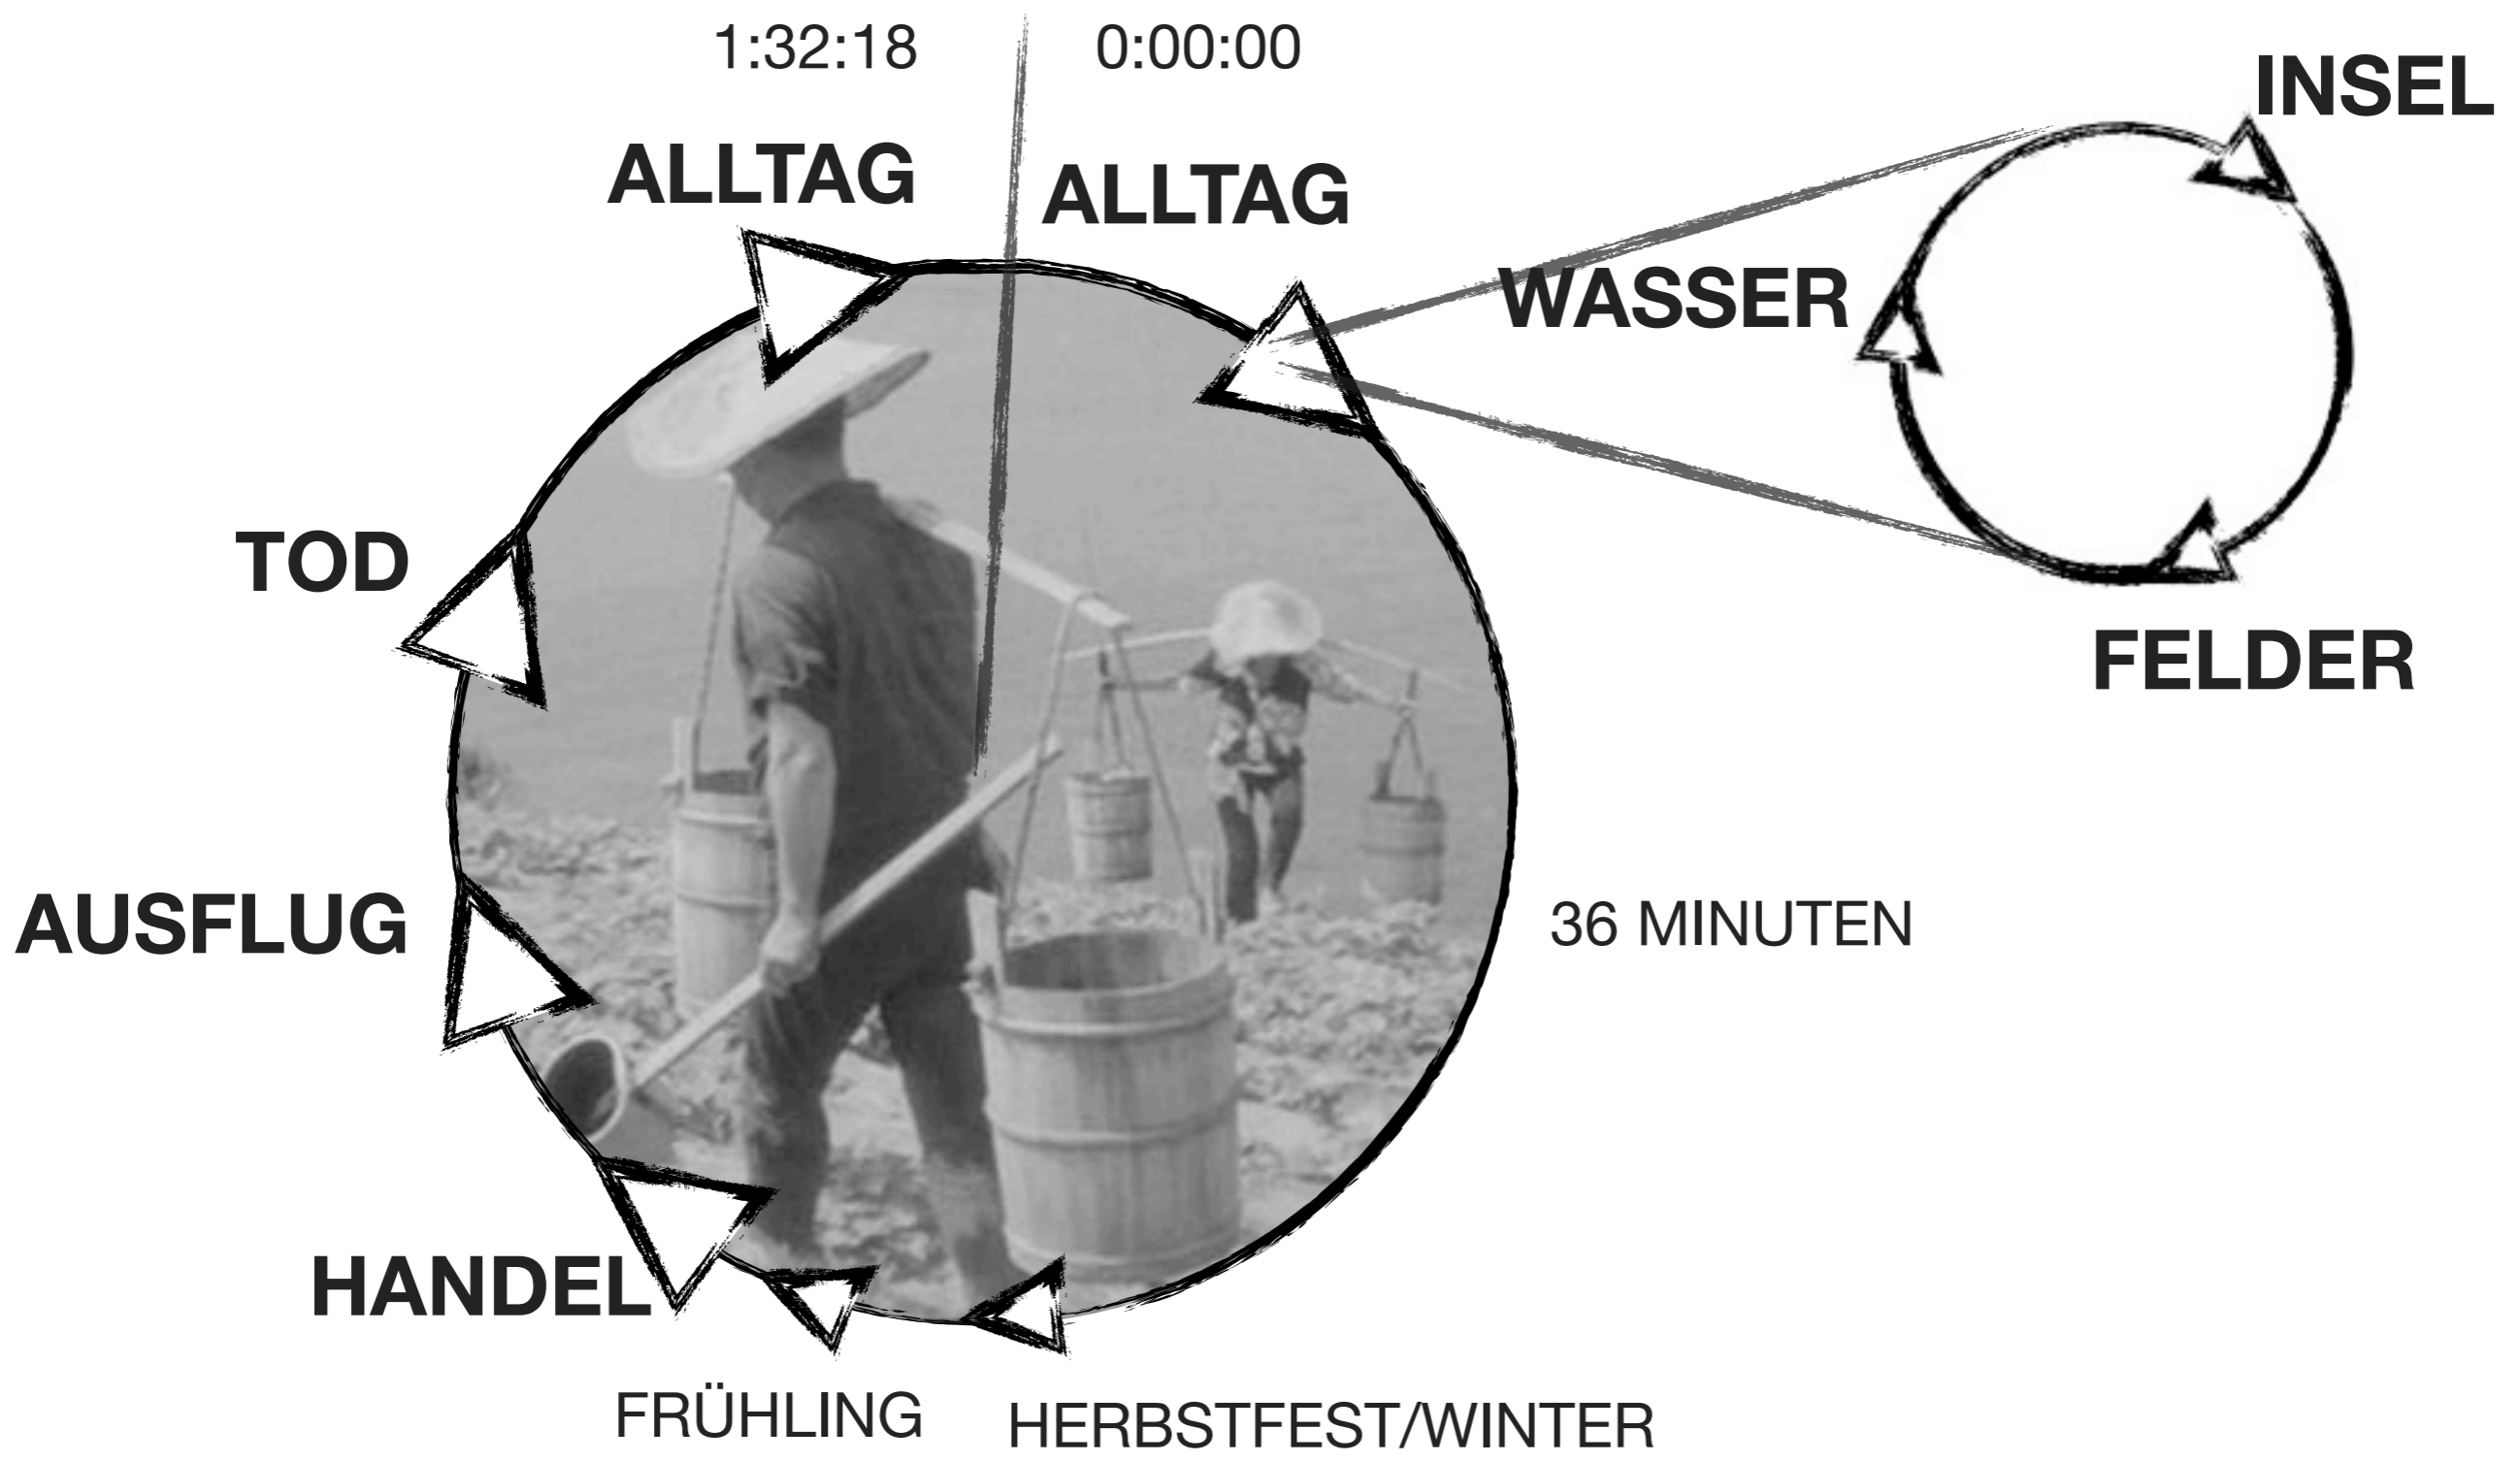 1:32:18
0:00:00
INSEL
ALLTAG
ALLTAG
WASSER
TOD
FELDER
AUSFLUG
36 MINUTEN
HANDEL
FRÜHLING
HERBSTFEST/WINTER